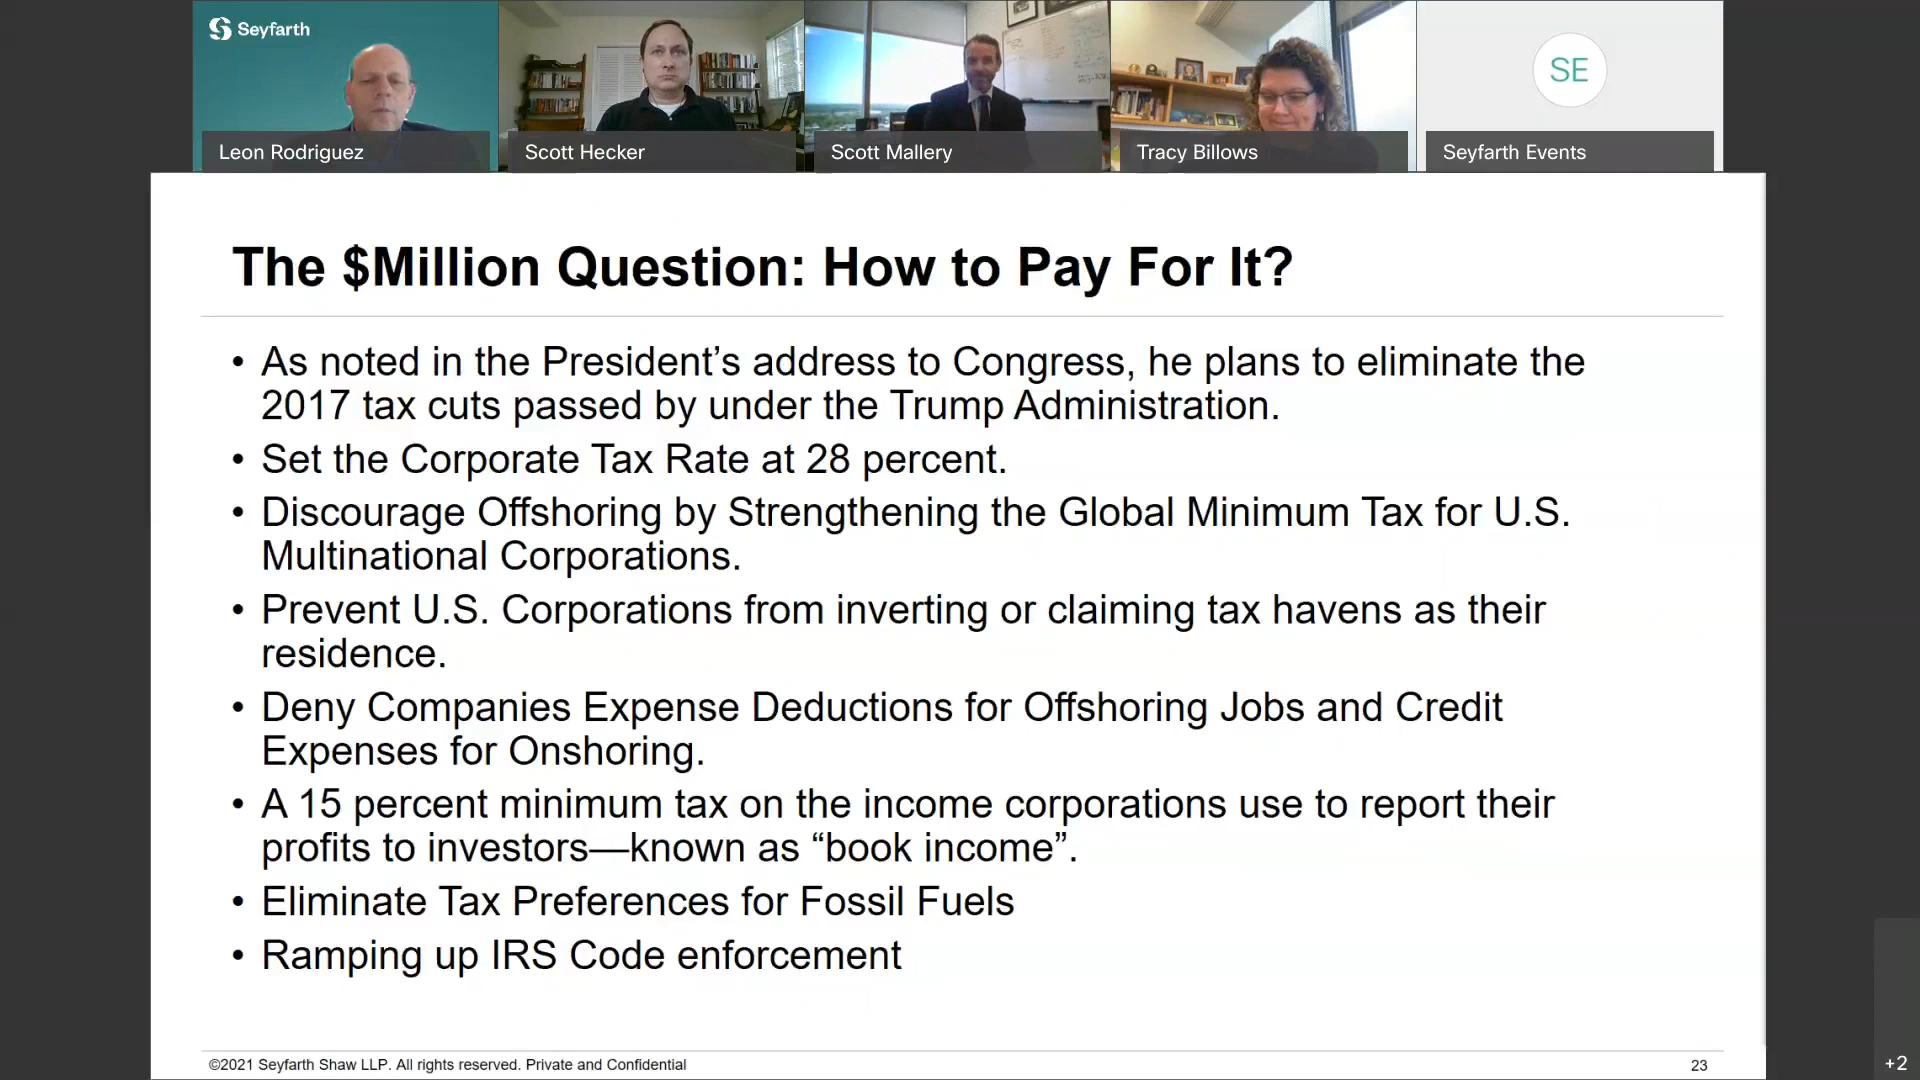 Seyfarth
SE
Leon Rodriguez
Scott Hecker
Scott Mallery
Tracy Billows
Seyfarth Events
The $Million Question: How to Pay For It?
• As noted in the President’s address to Congress, he plans to eliminate the
2017 tax cuts passed by under the Trump Administration.
• Set the Corporate Tax Rate at 28 percent.
• Discourage Offshoring by Strengthening the Global Minimum Tax for U.S.
Multinational Corporations.
• Prevent U.S. Corporations from inverting or claiming tax havens as their
residence.
• Deny Companies Expense Deductions for Offshoring Jobs and Credit
Expenses for Onshoring.
• A 15 percent minimum tax on the income corporations use to report their
profits to investors—known as “book income”.
• Eliminate Tax Preferences for Fossil Fuels
• Ramping up IRS Code enforcement
©2021 Seyfarth Shaw LLP. All rights reserved. Private and Confidential
23
+2